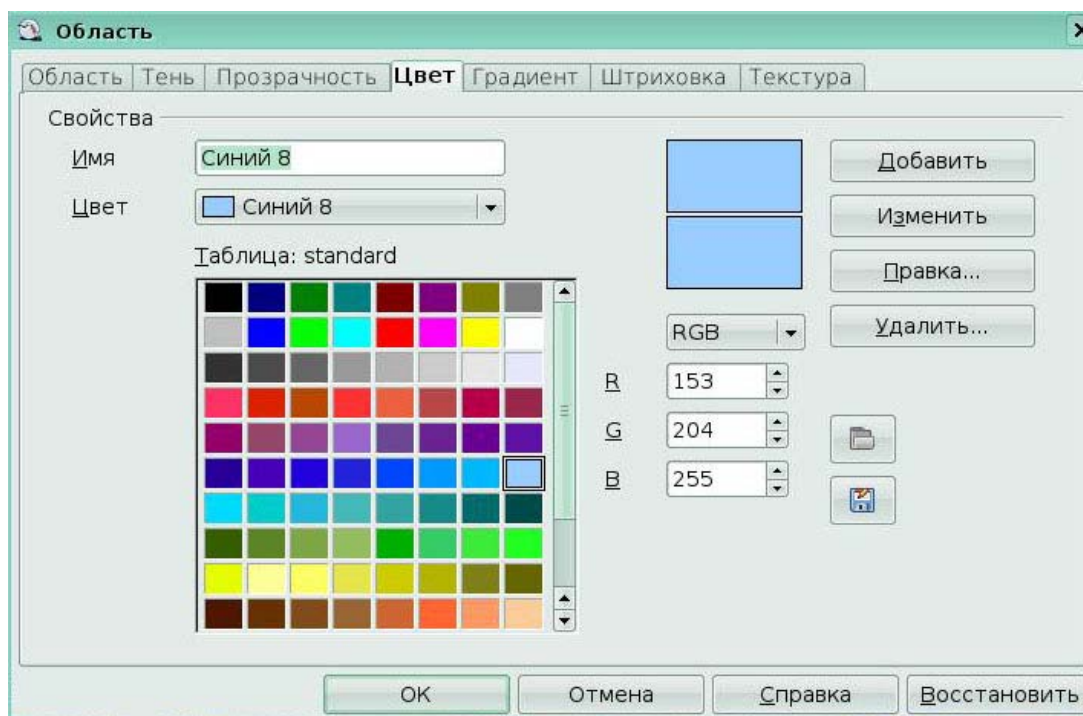 Область
Область Тень Прозрачность Цвет Градиент Штриховка Текстура
Свойства
Имя Синий 8
Цвет Синий 8
Таблица: standard
Добавить
Изменить
Правка...
Удалить...
RGB
R 153
G 204
B 255
OK Отмена Справка Восстановить